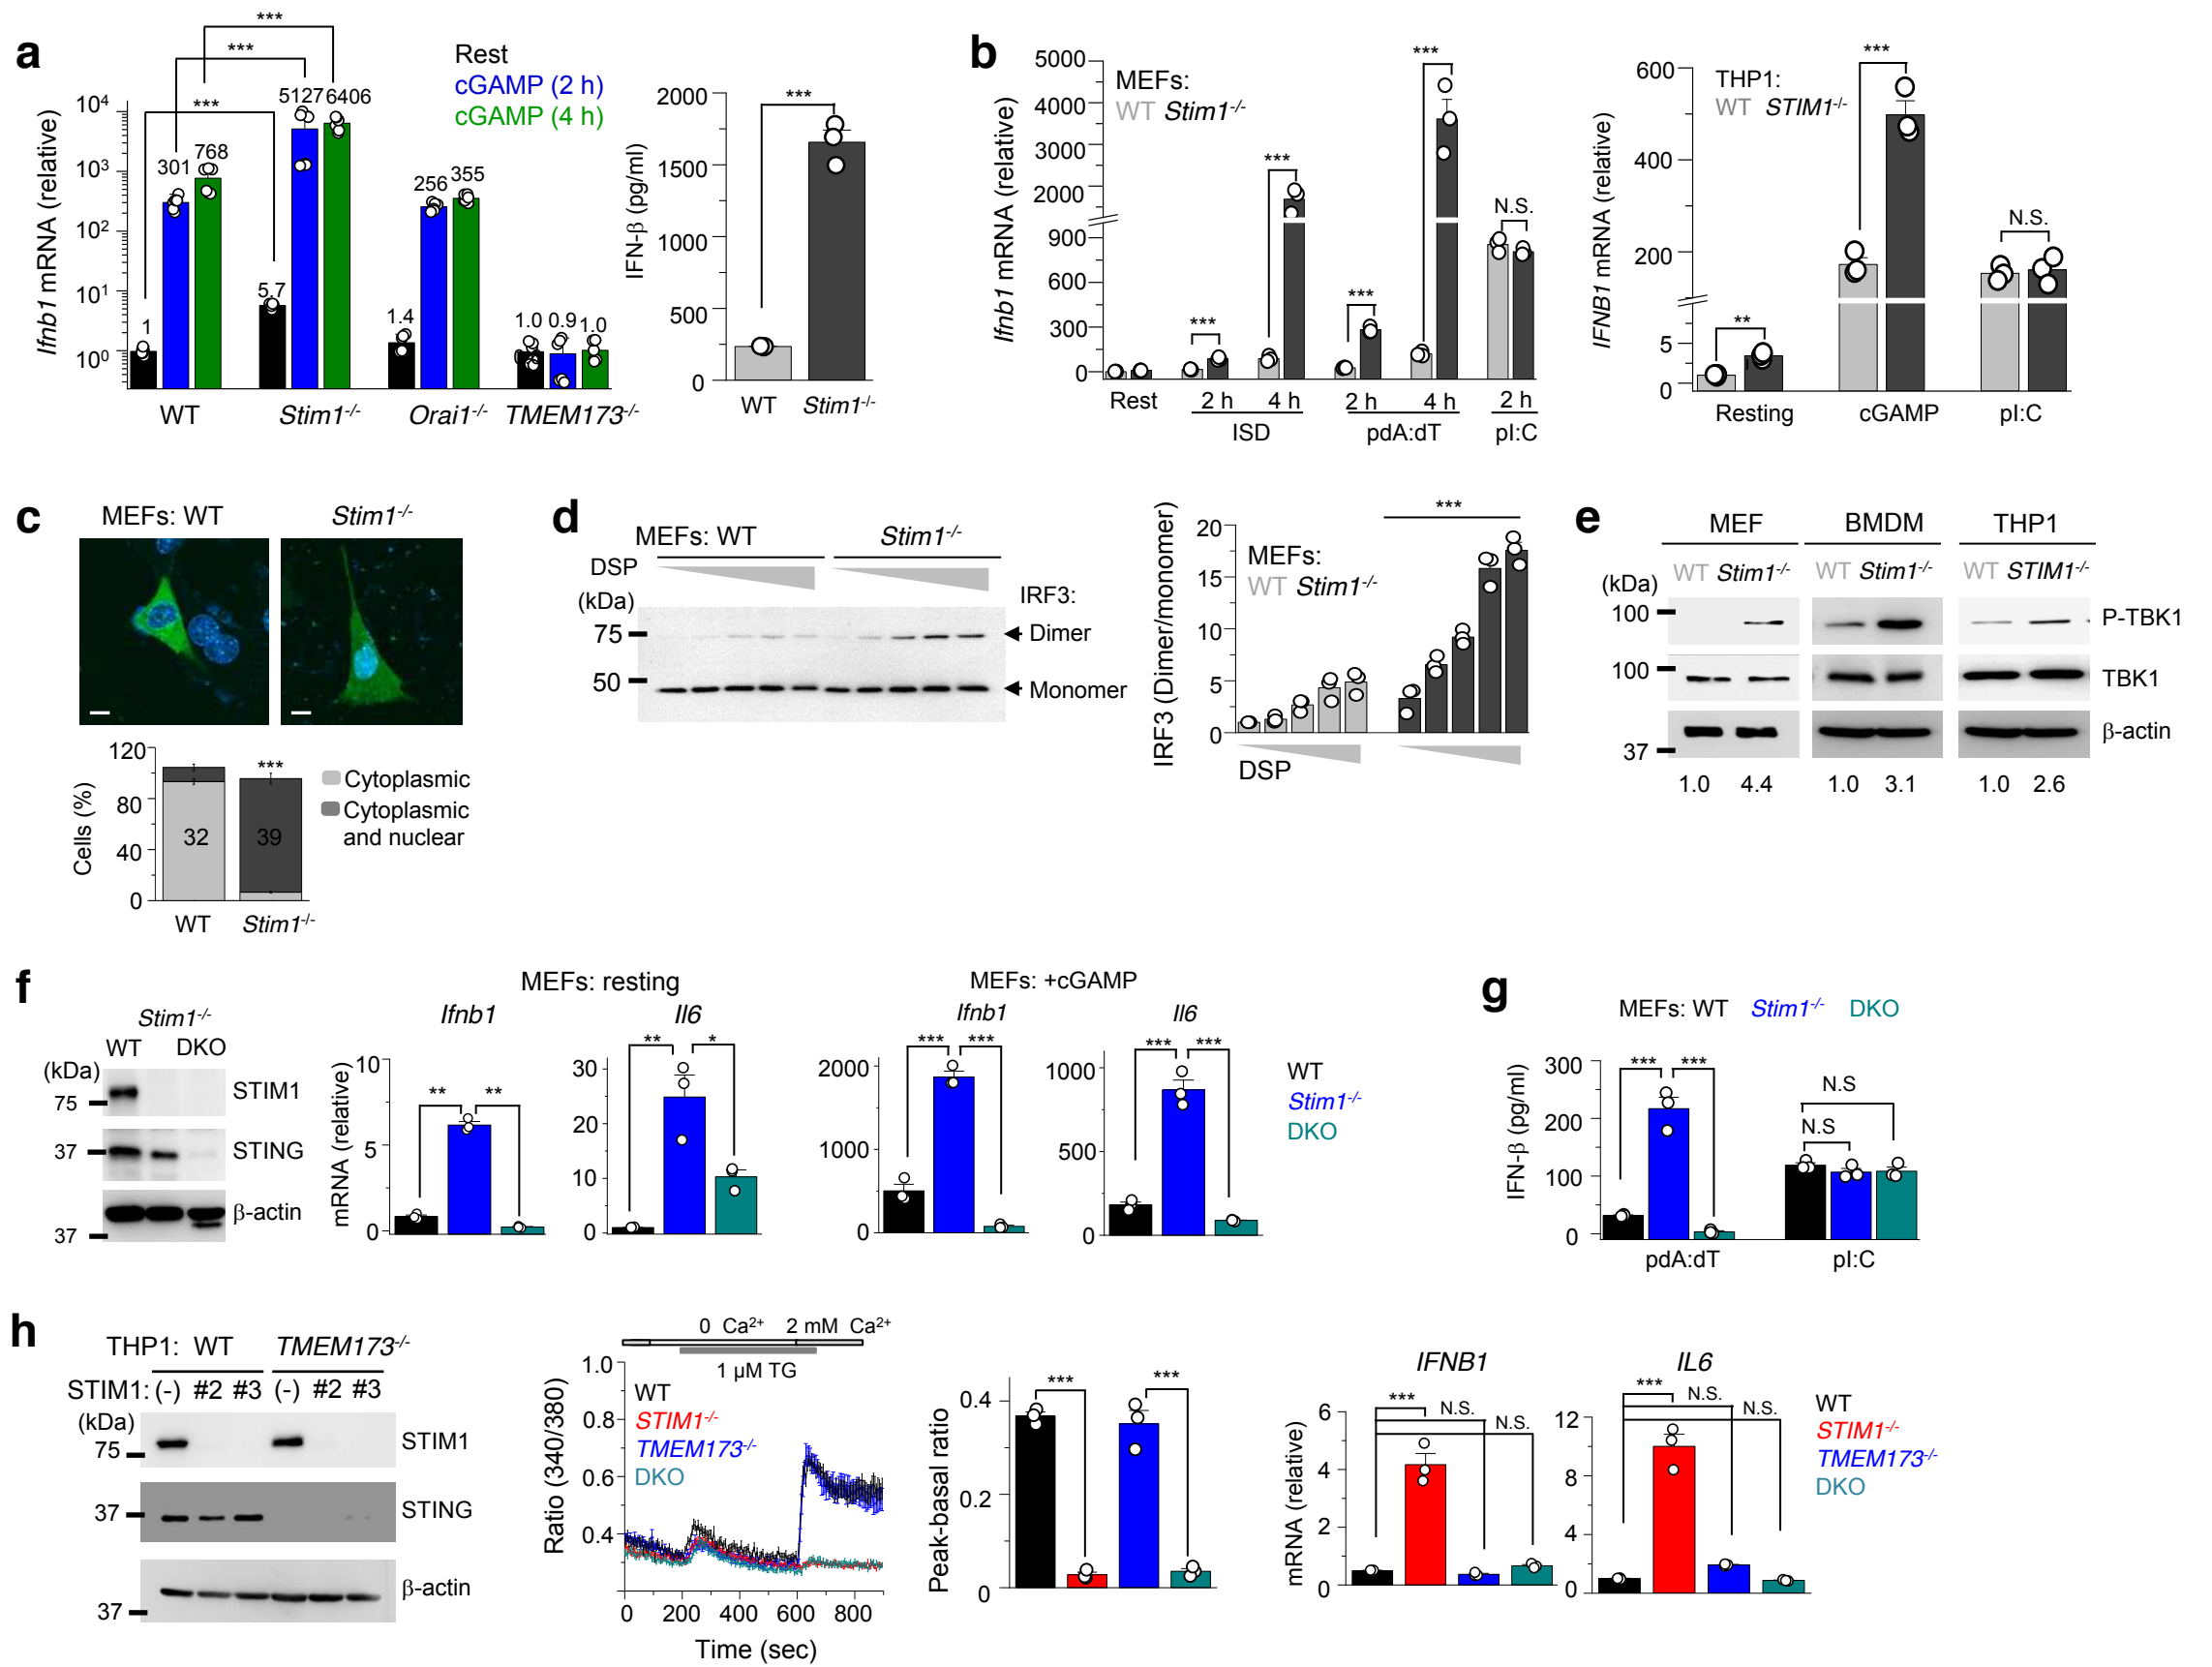 a
***
***
***
Rest
cGAMP (2 h)
cGAMP (4 h)
Ifnb1 mRNA (relative)
10⁴
10³
10²
10¹
10⁰
1
301
768
5.7
5127
6406
1.4
256
355
1.0
0.9
1.0
WT
Stim1-/-
Orai1-/-
TMEM173-/-
IFN-β (pg/ml)
2000
1500
1000
500
0
***
WT
Stim1-/-
b
Ifnb1 mRNA (relative)
5000
4000
3000
2000
900
600
300
0
MEFs:
WT Stim1-/-
***
***
***
***
N.S.
Rest
2 h
4 h
2 h
4 h
2 h
ISD
pdA:dT
pI:C
IFNB1 mRNA (relative)
600
400
200
5
0
THP1:
WT STIM1-/-
**
***
N.S.
Resting
cGAMP
pI:C
c
MEFs: WT
Stim1-/-
Cells (%)
120
80
40
0
***
32
39
WT
Stim1-/-
Cytoplasmic
Cytoplasmic
and nuclear
d
MEFs: WT
Stim1-/-
DSP
(kDa)
75
50
IRF3:
Dimer
Monomer
IRF3 (Dimer/monomer)
20
15
10
5
0
***
MEFs:
WT Stim1-/-
DSP
e
MEF
BMDM
THP1
(kDa)
WT Stim1-/-
WT Stim1-/-
WT STIM1-/-
100
P-TBK1
100
TBK1
37
β-actin
1.0
4.4
1.0
3.1
1.0
2.6
f
Stim1-/-
WT
DKO
(kDa)
75
STIM1
37
STING
37
β-actin
MEFs: resting
Ifnb1
Il6
mRNA (relative)
10
5
0
**
**
30
20
10
0
**
*
MEFs: +cGAMP
Ifnb1
Il6
2000
1000
0
***
***
1000
500
0
***
***
WT
Stim1-/-
DKO
g
MEFs: WT
Stim1-/-
DKO
IFN-β (pg/ml)
300
200
100
0
***
***
N.S
N.S
pdA:dT
pI:C
h
THP1: WT
TMEM173-/-
STIM1: (-) #2 #3 (-) #2 #3
(kDa)
75
STIM1
37
STING
37
β-actin
0 Ca²⁺
2 mM Ca²⁺
1 µM TG
Ratio (340/380)
1.0
0.8
0.6
0.4
WT
STIM1-/-
TMEM173-/-
DKO
0 200 400 600 800
Time (sec)
Peak-basal ratio
0.4
0.2
0
***
***
IFNB1
IL6
mRNA (relative)
6
4
2
0
***
N.S.
N.S.
12
8
4
0
***
N.S.
N.S.
WT
STIM1-/-
TMEM173-/-
DKO